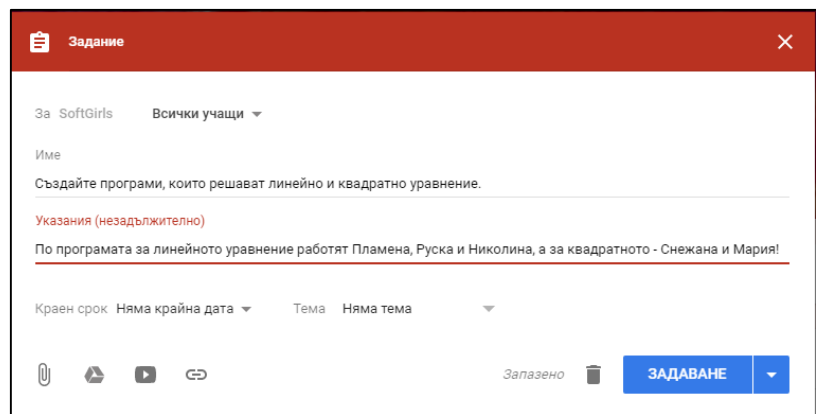 Задание
За SoftGirls Всички учащи
Име
Създайте програми, които решават линейно и квадратно уравнение.
Указания (незадължително)
По програмата за линейното уравнение работят Пламена, Руска и Николина, а за квадратното - Снежана и Мария!
Краен срок Няма крайна дата Тема Няма тема
Запазено ЗАДАВАНЕ